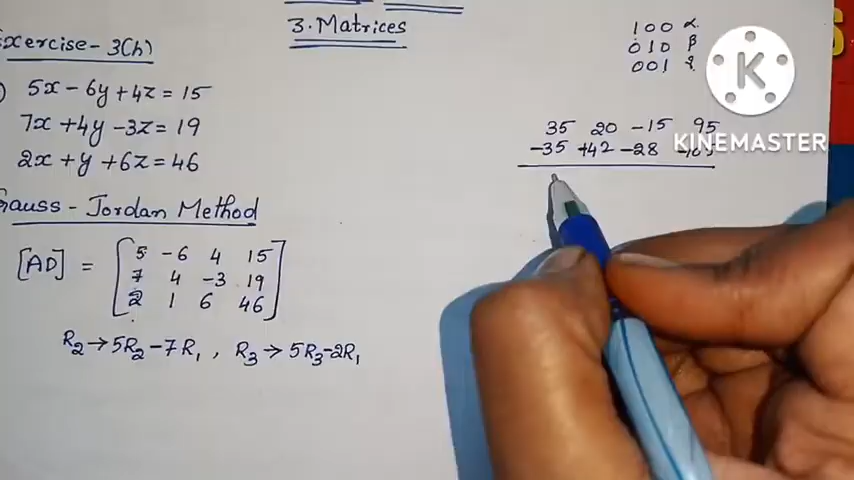 3. Matrices
Exercise - 3(h)
5x - 6y + 4z = 15
7x + 4y - 3z = 19
2x + y + 6z = 46
Gauss - Jordan Method
[AD] = [ 5 -6 4 15
7 4 -3 19
2 1 6 46 ]
R2 → 5R2 - 7R1 , R3 → 5R3 - 2R1
1 0 0 α
0 1 0 β
0 0 1
K
KINEMASTER
35 20 -15 95
-35 +42 -28